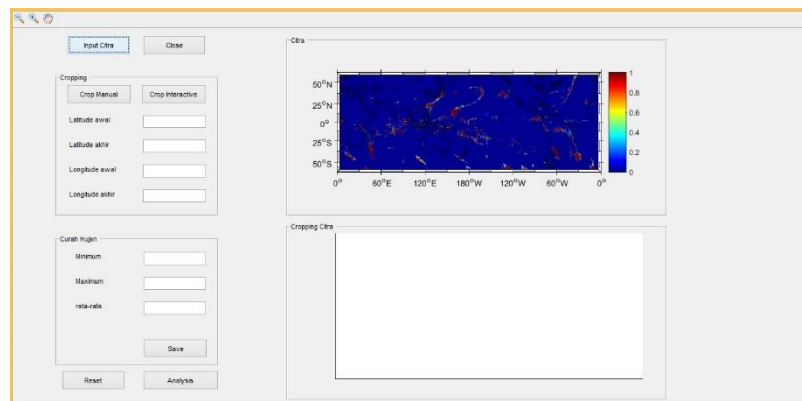 Input Citra
Close
Cropping
Crop Manual
Crop Interactive
Latitude awal
Latitude akhir
Longitude awal
Longitude akhir
Curah Hujan
Minimum
Maximum
rata-rata
Save
Reset
Analysis
Citra
50°N
25°N
0°
25°S
50°S
0° 60°E 120°E 180°W 120°W 60°W 0°
1
0.8
0.6
0.4
0.2
0
Cropping Citra